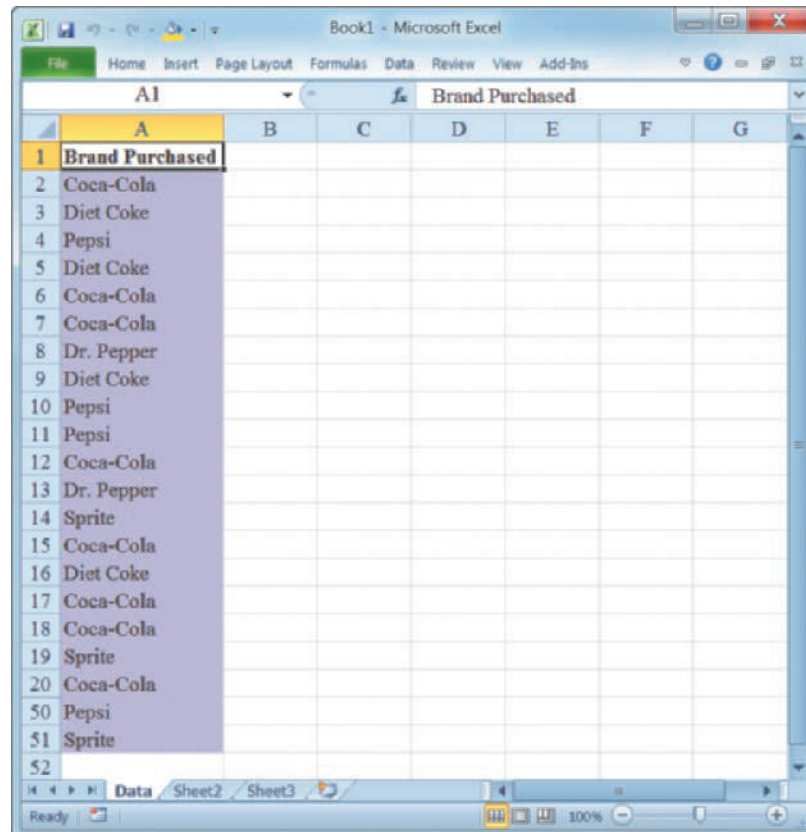 Book1 - Microsoft Excel
File Home Insert Page Layout Formulas Data Review View Add-Ins
A1 fx Brand Purchased
A B C D E F G
1 Brand Purchased
2 Coca-Cola
3 Diet Coke
4 Pepsi
5 Diet Coke
6 Coca-Cola
7 Coca-Cola
8 Dr. Pepper
9 Diet Coke
10 Pepsi
11 Pepsi
12 Coca-Cola
13 Dr. Pepper
14 Sprite
15 Coca-Cola
16 Diet Coke
17 Coca-Cola
18 Coca-Cola
19 Sprite
20 Coca-Cola
50 Pepsi
51 Sprite
52
Data Sheet2 Sheet3
Ready 100%